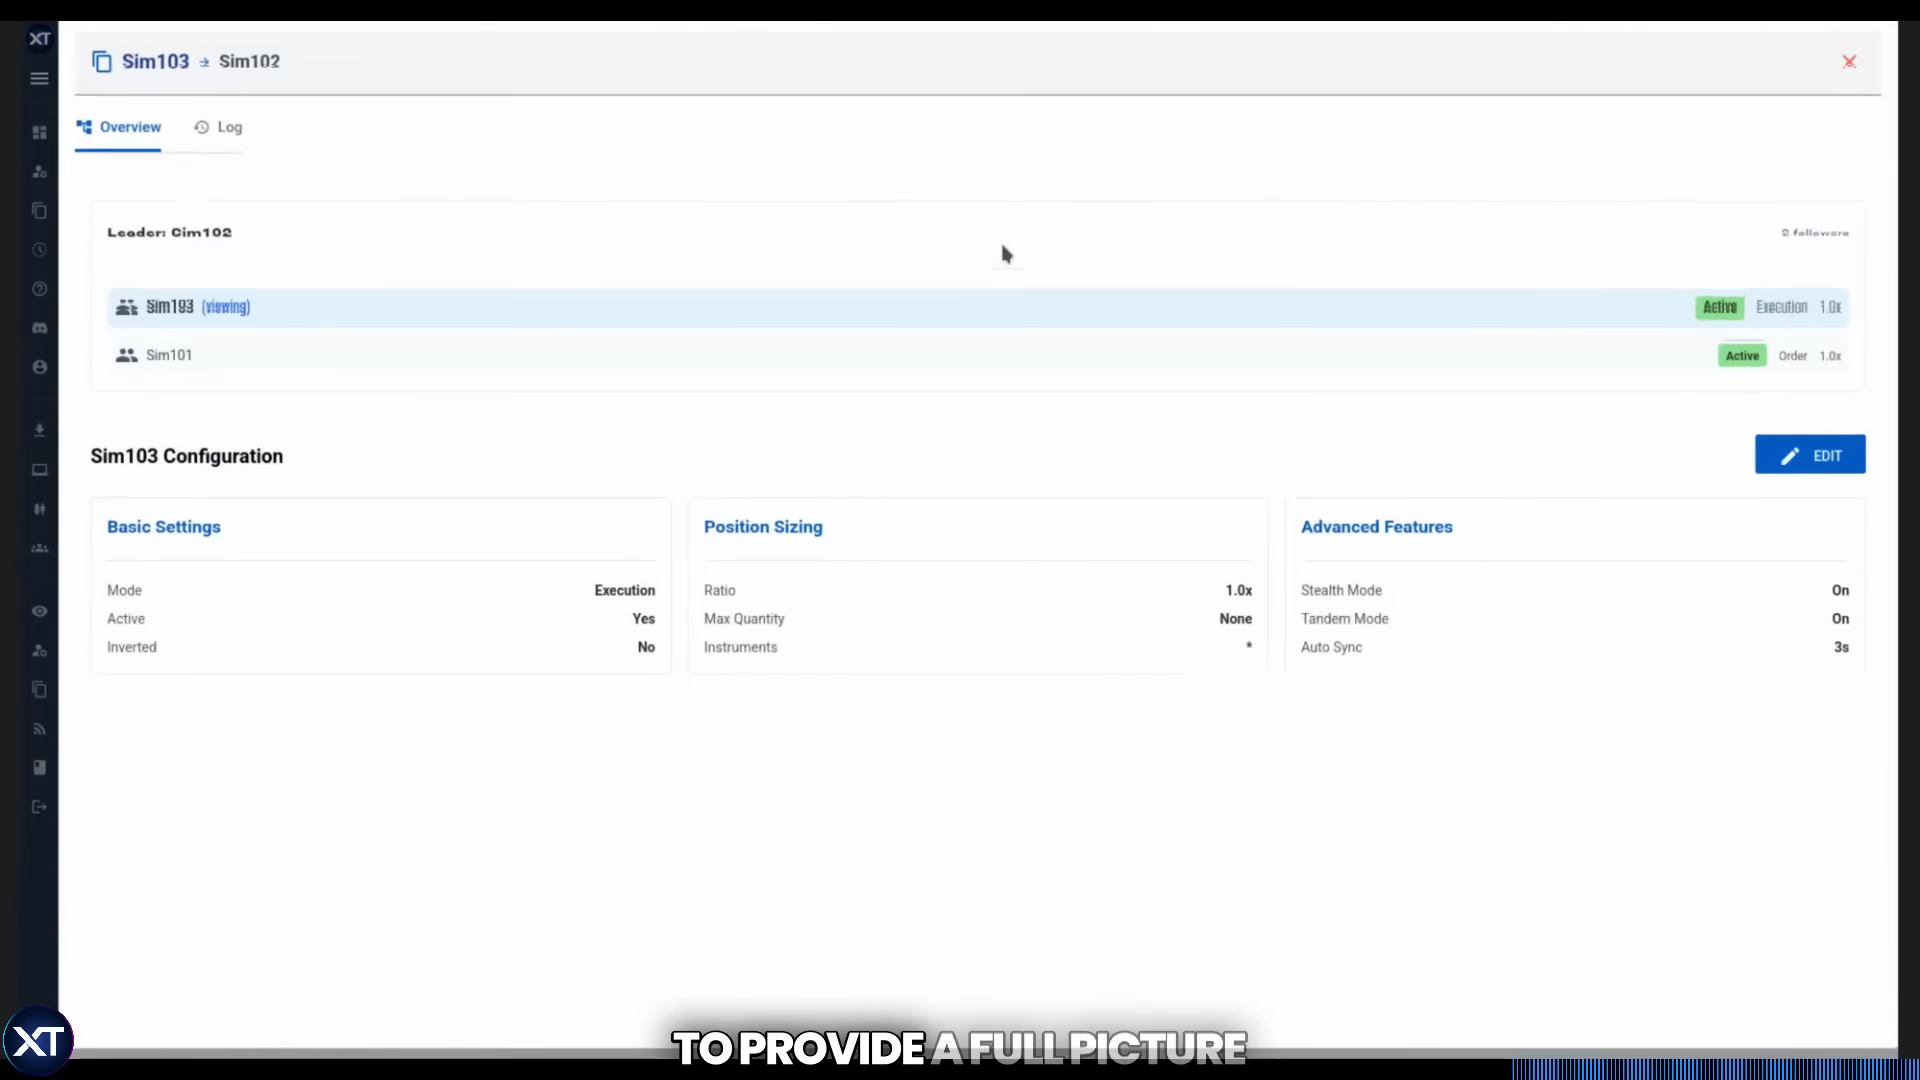 XT
Sim103 → Sim102
Overview
Log
Leader: Sim102
2 followers
Sim103 (viewing)
Active Execution 1.0x
Sim101
Active Order 1.0x
Sim103 Configuration
EDIT
Basic Settings
Mode Execution
Active Yes
Inverted No
Position Sizing
Ratio 1.0x
Max Quantity None
Instruments *
Advanced Features
Stealth Mode On
Tandem Mode On
Auto Sync 3s
XT
TO PROVIDE A FULL PICTURE